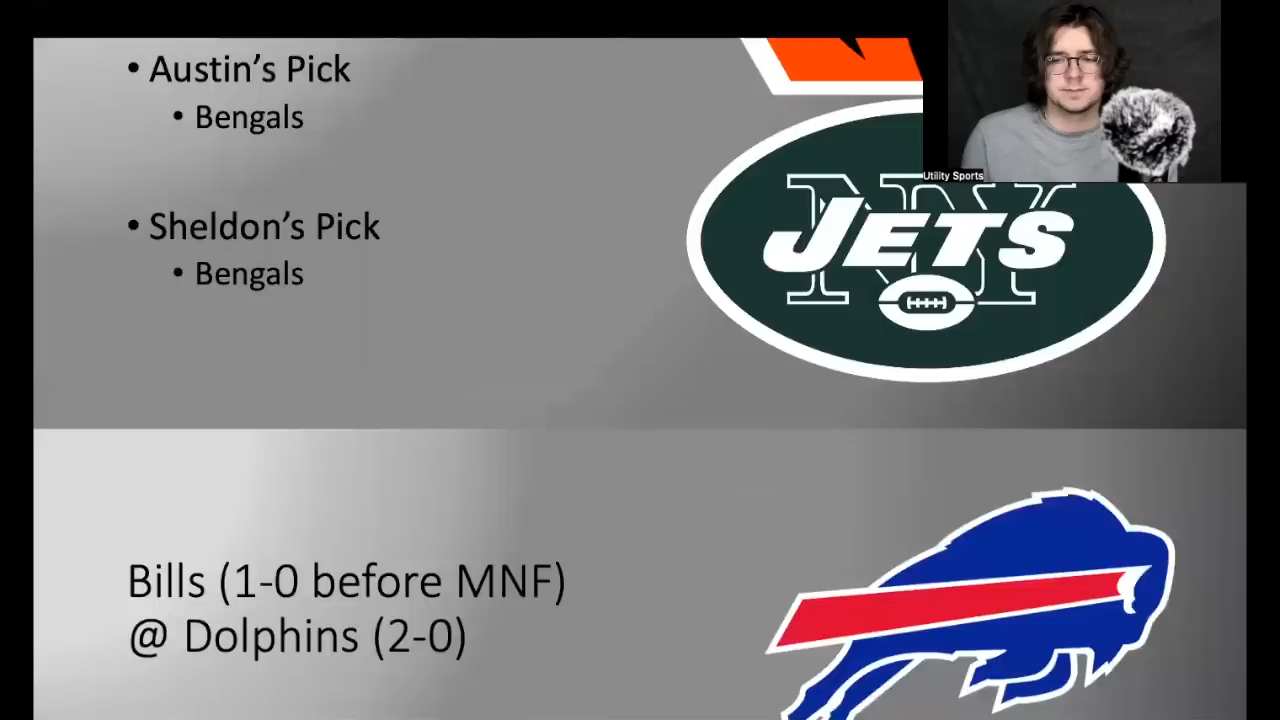 • Austin's Pick
• Bengals
• Sheldon's Pick
• Bengals
NY
JETS
Utility Sports
Bills (1-0 before MNF)
@ Dolphins (2-0)